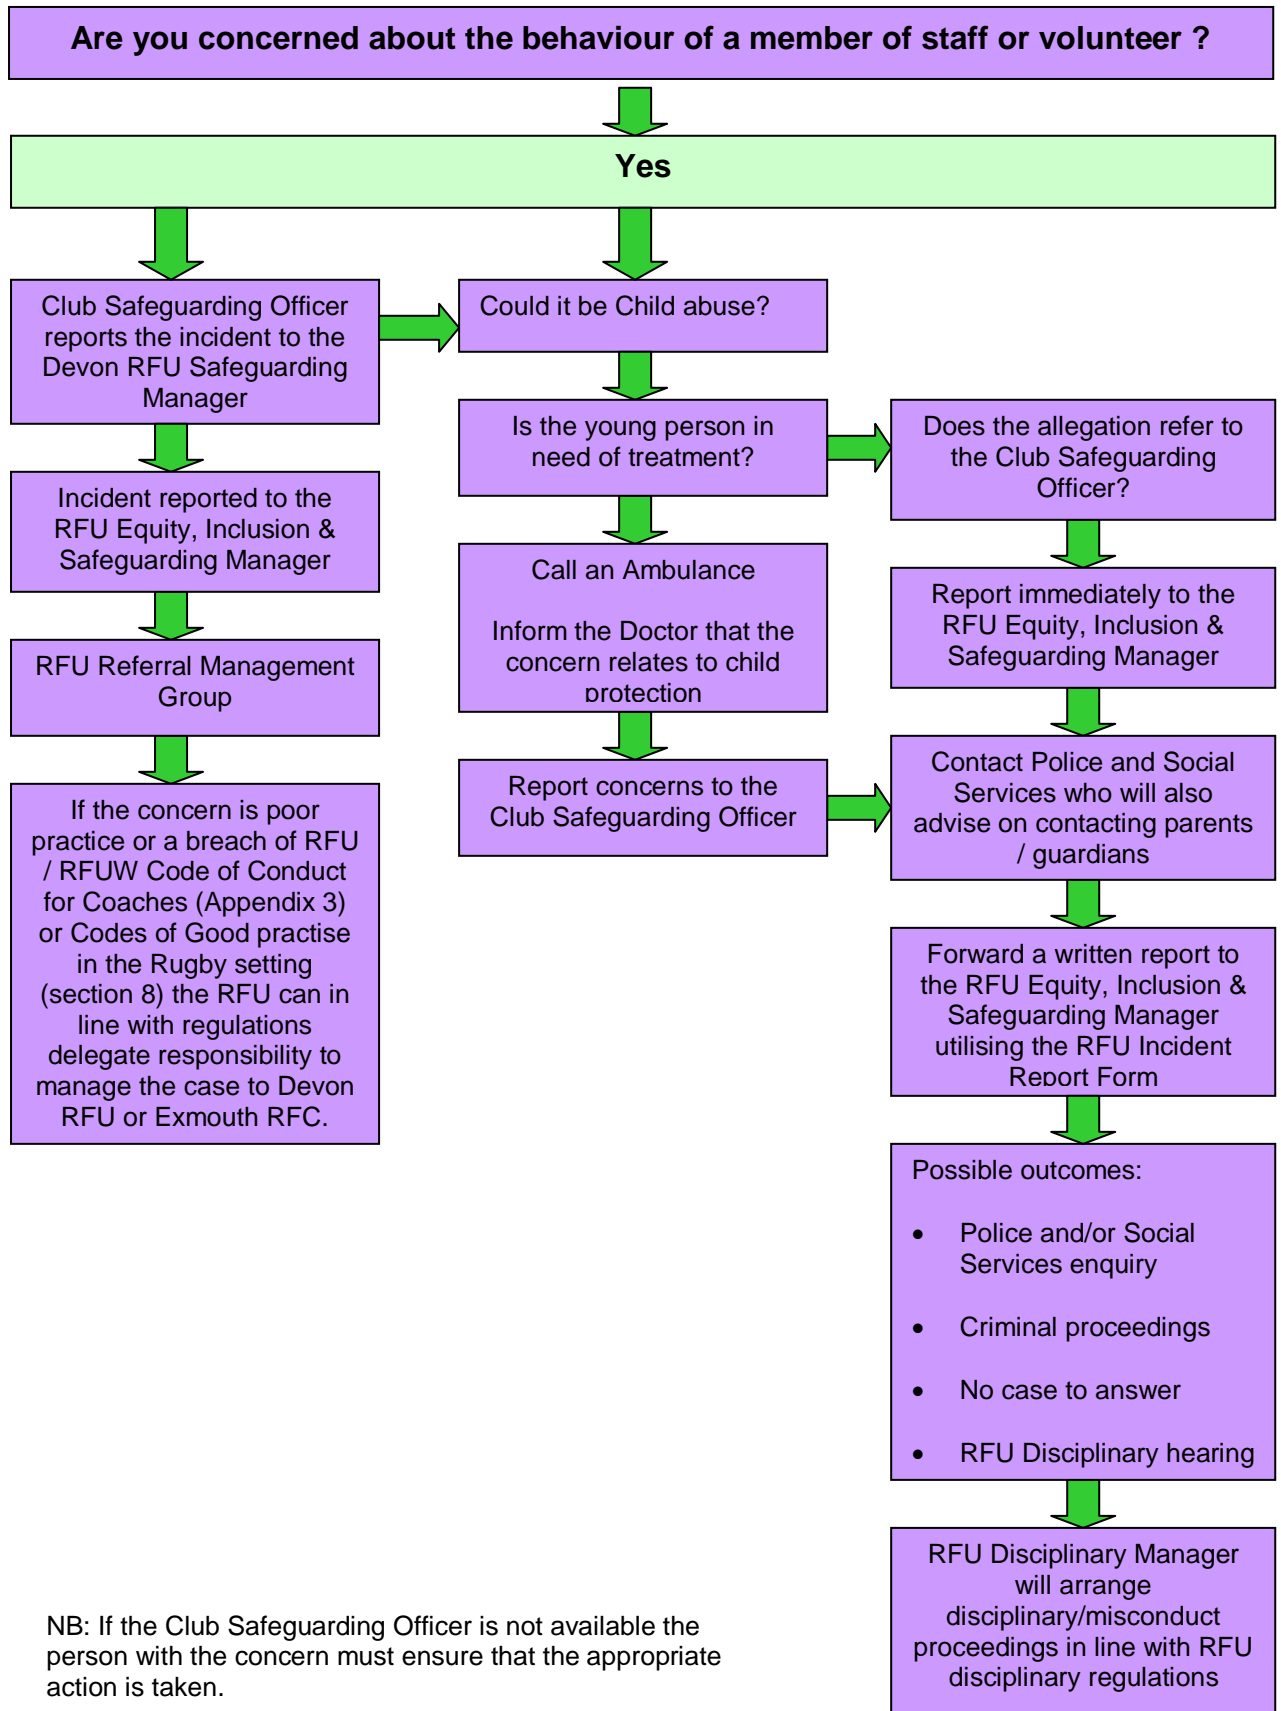 Are you concerned about the behaviour of a member of staff or volunteer ?
Yes
Club Safeguarding Officer
reports the incident to the
Devon RFU Safeguarding
Manager
Incident reported to the
RFU Equity, Inclusion &
Safeguarding Manager
RFU Referral Management
Group
If the concern is poor
practice or a breach of RFU
/ RFUW Code of Conduct
for Coaches (Appendix 3)
or Codes of Good practise
in the Rugby setting
(section 8) the RFU can in
line with regulations
delegate responsibility to
manage the case to Devon
RFU or Exmouth RFC.
Could it be Child abuse?
Is the young person in
need of treatment?
Call an Ambulance
Inform the Doctor that the
concern relates to child
protection
Report concerns to the
Club Safeguarding Officer
Does the allegation refer to
the Club Safeguarding
Officer?
Report immediately to the
RFU Equity, Inclusion &
Safeguarding Manager
Contact Police and Social
Services who will also
advise on contacting parents
/ guardians
Forward a written report to
the RFU Equity, Inclusion &
Safeguarding Manager
utilising the RFU Incident
Report Form
Possible outcomes:
• Police and/or Social
Services enquiry
• Criminal proceedings
• No case to answer
• RFU Disciplinary hearing
RFU Disciplinary Manager
will arrange
disciplinary/misconduct
proceedings in line with RFU
disciplinary regulations
NB: If the Club Safeguarding Officer is not available the
person with the concern must ensure that the appropriate
action is taken.